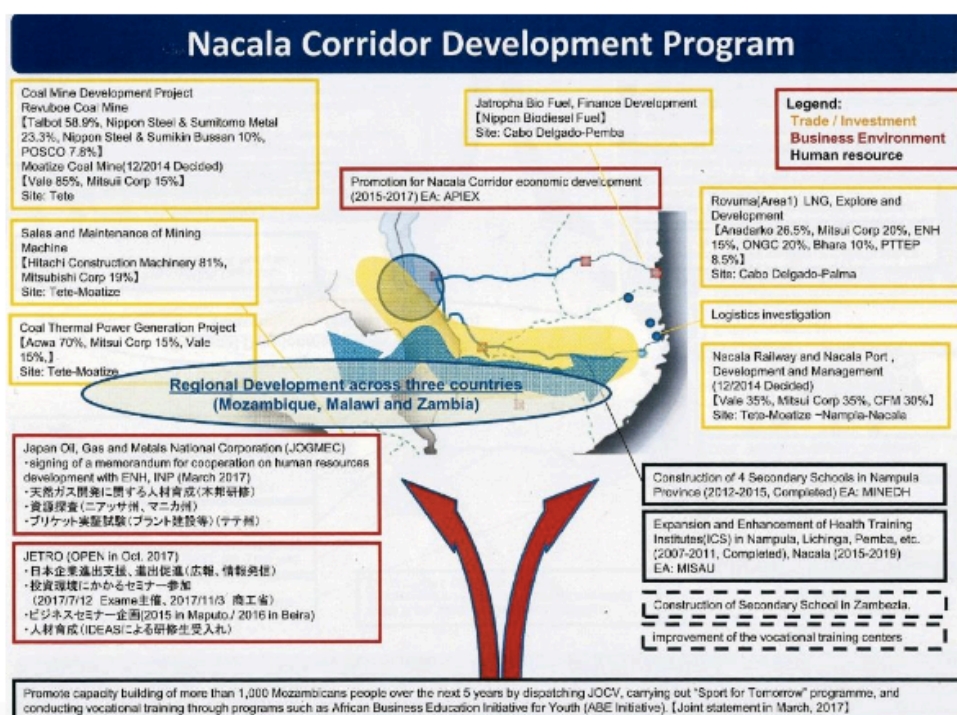 Nacala Corridor Development Program
Coal Mine Development Project
Revuboe Coal Mine
【Talbot 58.9%, Nippon Steel & Sumitomo Metal
23.3%, Nippon Steel & Sumikin Bussan 10%,
POSCO 7.8%】
Moatize Coal Mine(12/2014 Decided)
【Vale 85%, Mitsuii Corp 15%】
Site: Tete
Jatropha Bio Fuel, Finance Development
【Nippon Biodiesel Fuel】
Site: Cabo Delgado-Pemba
Legend:
Trade / Investment
Business Environment
Human resource
Promotion for Nacala Corridor economic development
(2015-2017) EA: APIEX
Sales and Maintenance of Mining
Machine
【Hitachi Construction Machinery 81%,
Mitsubishi Corp 19%】
Site: Tete-Moatize
Rovuma(Area1) LNG, Explore and
Development
【Anadarko 26.5%, Mitsui Corp 20%, ENH
15%, ONGC 20%, Bhara 10%, PTTEP
8.5%】
Site: Cabo Delgado-Palma
Logistics investigation
Coal Thermal Power Generation Project
【Acwa 70%, Mitsui Corp 15%, Vale
15%,】
Site: Tete-Moatize
Nacala Railway and Nacala Port ,
Development and Management
(12/2014 Decided)
【Vale 35%, Mitsui Corp 35%, CFM 30%】
Site: Tete-Moatize ~Nampla-Nacala
Regional Development across three countries
(Mozambique, Malawi and Zambia)
Japan Oil, Gas and Metals National Corporation (JOGMEC)
・signing of a memorandum for cooperation on human resources
development with ENH, INP (March 2017)
・天然ガス開発に関する人材育成(本邦研修)
・資源探査(ニアッサ州、マニカ州)
・ブリケット実証試験(プラント建設等)(テテ州)
Construction of 4 Secondary Schools in Nampula
Province (2012-2015, Completed) EA: MINEDH
Expansion and Enhancement of Health Training
Institutes(ICS) in Nampula, Lichinga, Pemba, etc.
(2007-2011, Completed), Nacala (2015-2019)
EA: MISAU
JETRO (OPEN in Oct. 2017)
・日本企業進出支援、進出促進(広報、情報発信)
・投資環境にかかるセミナー参加
(2017/7/12 Exame主催、2017/11/3 商工省)
・ビジネスセミナー企画(2015 in Maputo./ 2016 in Beira)
・人材育成(IDEASによる研修生受入れ)
Construction of Secondary School in Zambezia.
improvement of the vocational training centers
Promote capacity building of more than 1,000 Mozambicans people over the next 5 years by dispatching JOCV, carrying out "Sport for Tomorrow" programme, and
conducting vocational training through programs such as African Business Education Initiative for Youth (ABE Initiative). 【Joint statement in March, 2017】